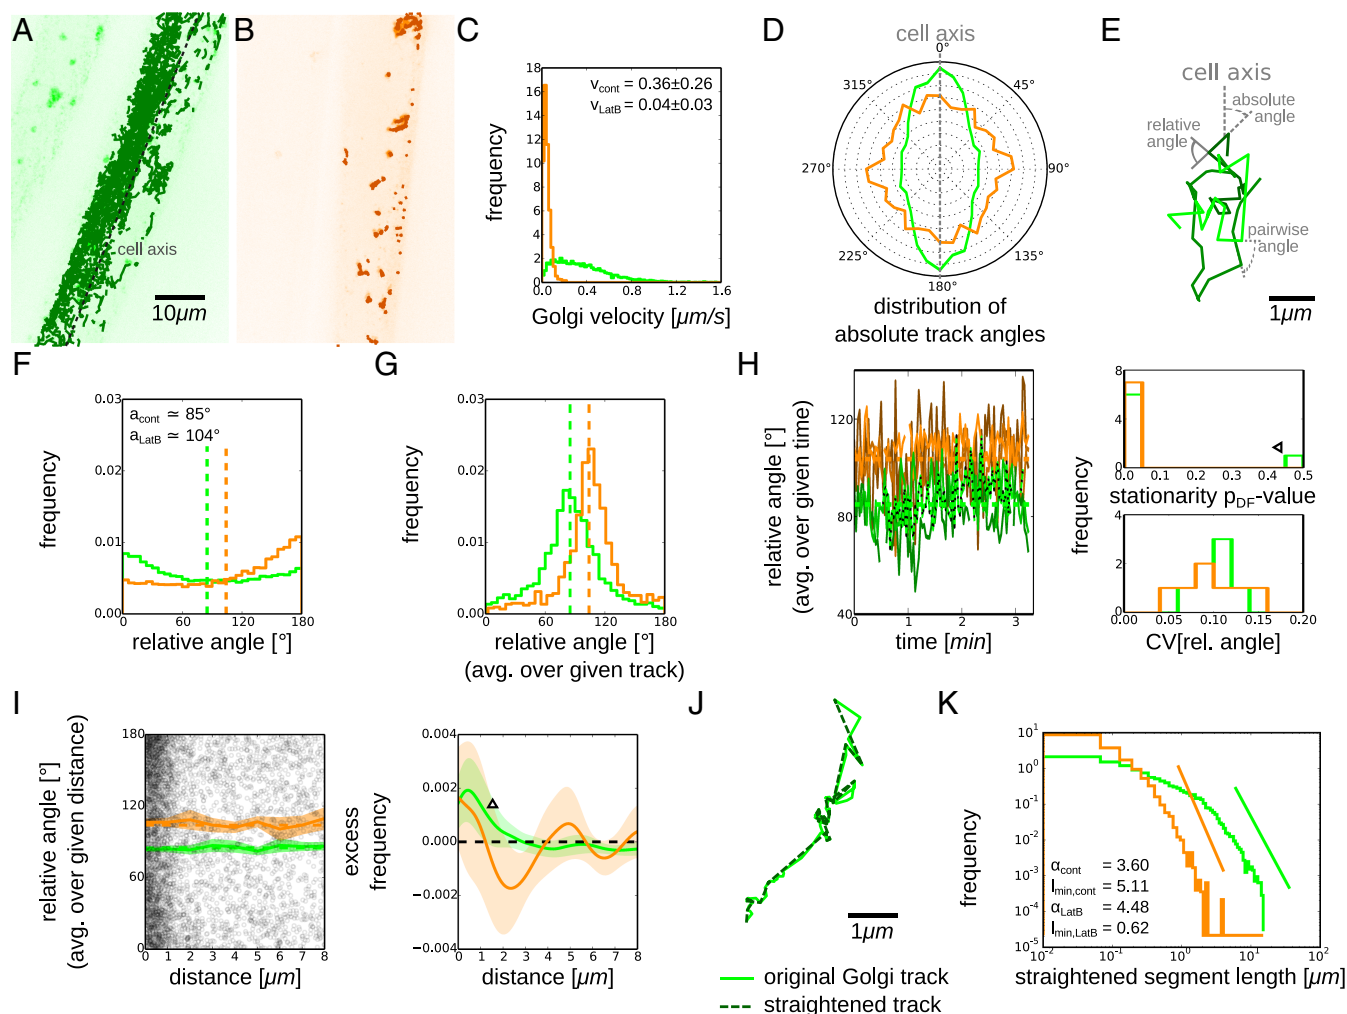 A
cell axis
10μm
B
C
frequency
18
16
14
12
10
8
6
4
2
0
v_cont = 0.36±0.26
v_LatB = 0.04±0.03
0.0 0.4 0.8 1.2 1.6
Golgi velocity [μm/s]
D
cell axis
0°
315° 45°
270° 90°
225° 135°
180°
distribution of
absolute track angles
E
cell axis
absolute
angle
relative
angle
pairwise
angle
1μm
F
frequency
0.03
0.02
0.01
0.00
a_cont ≃ 85°
a_LatB ≃ 104°
0 60 120 180
relative angle [°]
G
frequency
0.03
0.02
0.01
0.00
0 60 120 180
relative angle [°]
(avg. over given track)
H
relative angle [°]
(avg. over given time)
120
80
40
0 1 2 3
time [min]
frequency
8
6
4
2
0
0.0 0.1 0.2 0.3 0.4 0.5
stationarity p_DF-value
4
2
0
0.00 0.05 0.10 0.15 0.20
CV[rel. angle]
I
relative angle [°]
(avg. over given distance)
180
120
60
0
0 1 2 3 4 5 6 7 8
distance [μm]
excess
frequency
0.004
0.002
0.000
−0.002
−0.004
0 1 2 3 4 5 6 7 8
distance [μm]
J
1μm
original Golgi track
straightened track
K
frequency
10^1
10^0
10^-1
10^-2
10^-3
10^-4
10^-5
α_cont = 3.60
l_min,cont = 5.11
α_LatB = 4.48
l_min,LatB = 0.62
10^-2 10^-1 10^0 10^1 10^2
straightened segment length [μm]